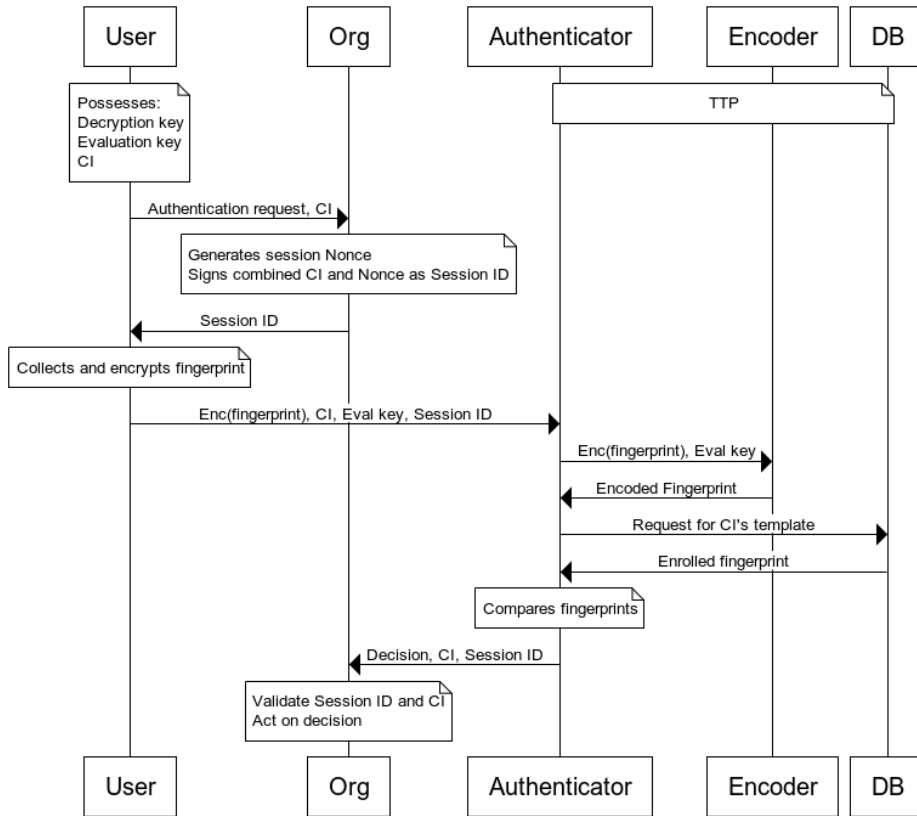 User
Org
Authenticator
Encoder
DB
Possesses:
Decryption key
Evaluation key
CI
TTP
Authentication request, CI
Generates session Nonce
Signs combined CI and Nonce as Session ID
Session ID
Collects and encrypts fingerprint
Enc(fingerprint), CI, Eval key, Session ID
Enc(fingerprint), Eval key
Encoded Fingerprint
Request for CI's template
Enrolled fingerprint
Compares fingerprints
Decision, CI, Session ID
Validate Session ID and CI
Act on decision
User
Org
Authenticator
Encoder
DB